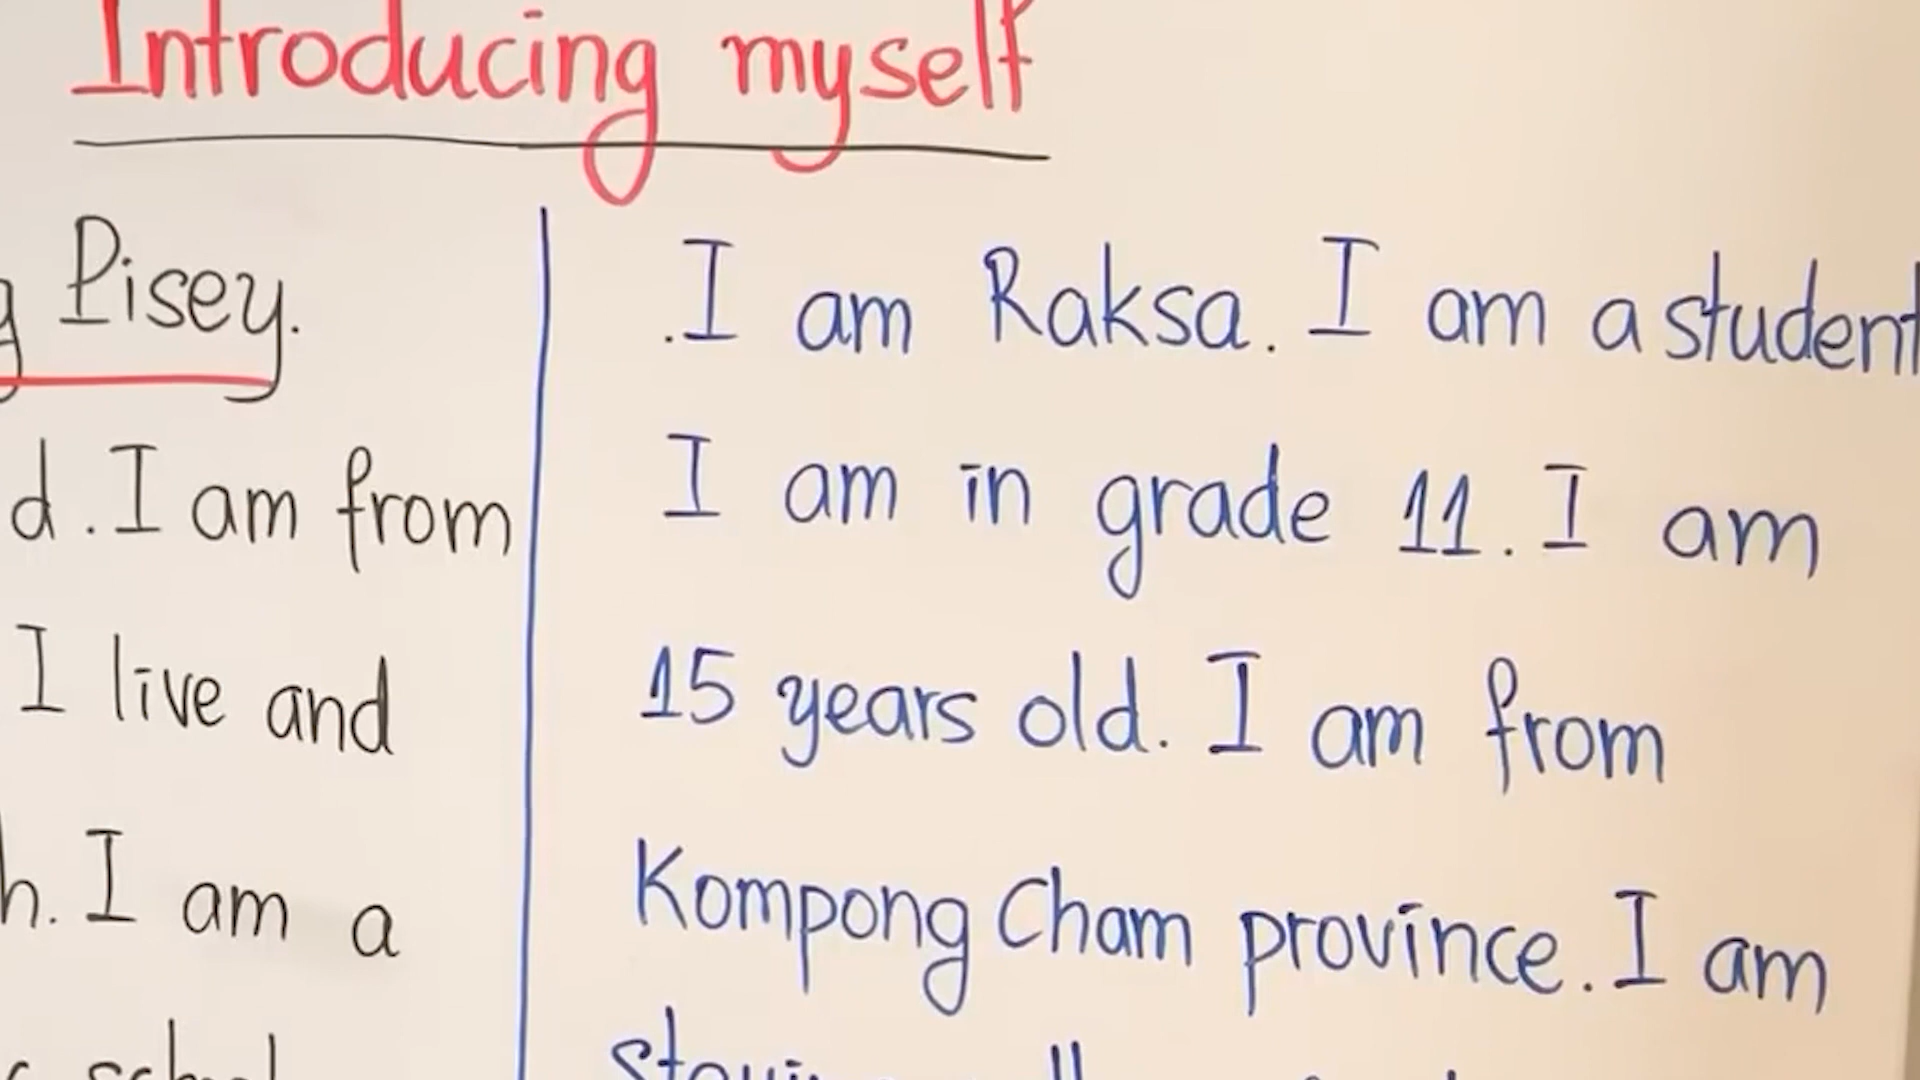 Introducing myself
Pisey.
d. I am from
I live and
h. I am a
.I am Raksa. I am a student
I am in grade 11. I am
15 years old. I am from
Kompong Cham province. I am